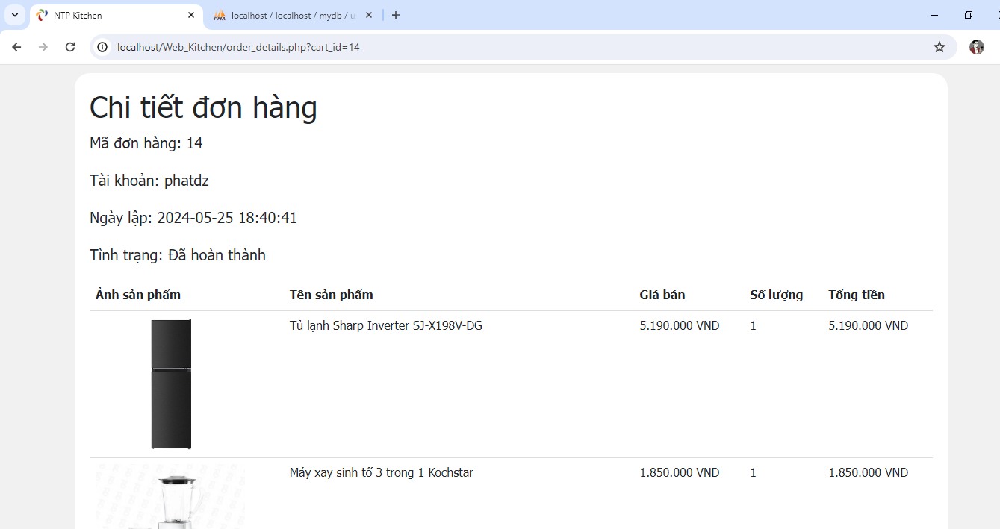 NTP Kitchen
localhost / localhost / mydb / u
localhost/Web_Kitchen/order_details.php?cart_id=14
Chi tiết đơn hàng
Mã đơn hàng: 14
Tài khoản: phatdz
Ngày lập: 2024-05-25 18:40:41
Tình trạng: Đã hoàn thành
Ảnh sản phẩm Tên sản phẩm Giá bán Số lượng Tổng tiền
Tủ lạnh Sharp Inverter SJ-X198V-DG 5.190.000 VND 1 5.190.000 VND
Máy xay sinh tố 3 trong 1 Kochstar 1.850.000 VND 1 1.850.000 VND